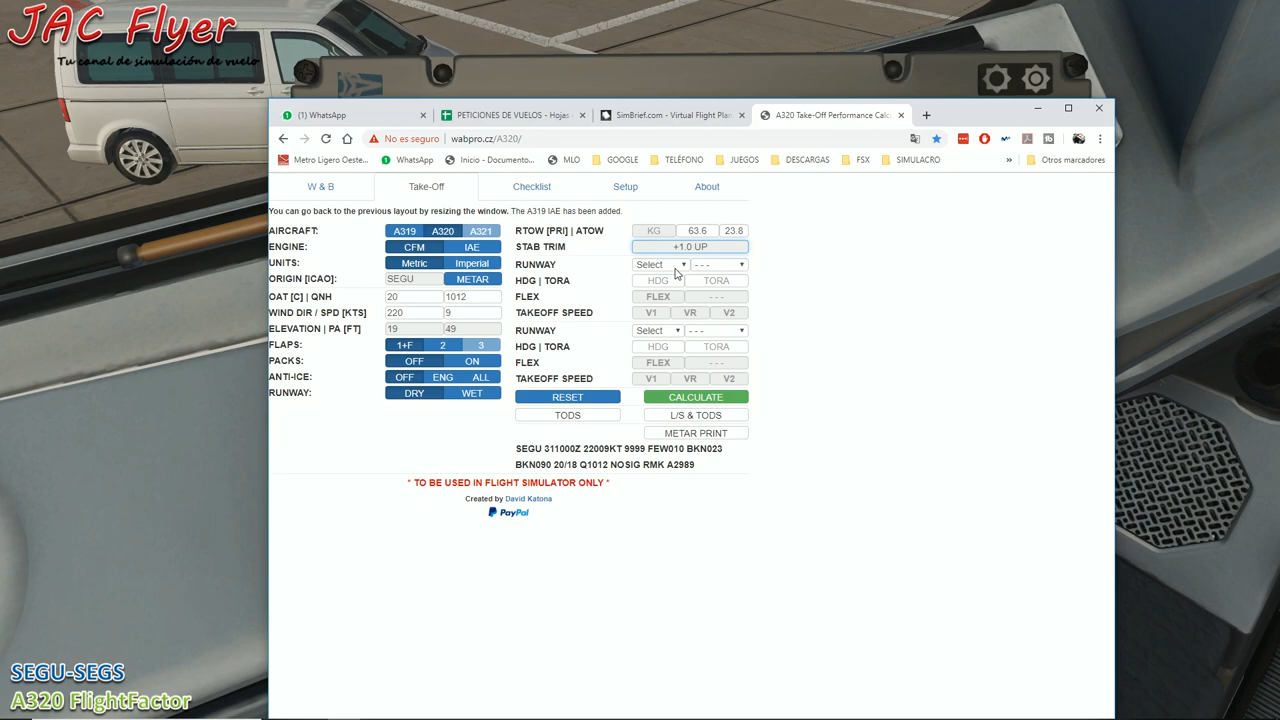 JAC Flyer
Tu canal de simulación de vuelo
(1) WhatsApp
PETICIONES DE VUELOS - Hojas
SimBrief.com - Virtual Flight Plan
A320 Take-Off Performance Calc
No es seguro | wabpro.cz/A320/
Metro Ligero Oeste... WhatsApp Inicio - Documento... MLO GOOGLE TELÉFONO JUEGOS DESCARGAS FSX SIMULACRO » Otros marcadores
W & B Take-Off Checklist Setup About
You can go back to the previous layout by resizing the window. The A319 IAE has been added.
AIRCRAFT: A319 A320 A321 RTOW [PRI] | ATOW KG 63.6 23.8
ENGINE: CFM IAE STAB TRIM +1.0 UP
UNITS: Metric Imperial RUNWAY Select ---
ORIGIN [ICAO]: SEGU METAR HDG | TORA HDG TORA
OAT [C] | QNH 20 1012 FLEX FLEX ---
WIND DIR / SPD [KTS] 220 9 TAKEOFF SPEED V1 VR V2
ELEVATION | PA [FT] 19 49 RUNWAY Select ---
FLAPS: 1+F 2 3 HDG | TORA HDG TORA
PACKS: OFF ON FLEX FLEX ---
ANTI-ICE: OFF ENG ALL TAKEOFF SPEED V1 VR V2
RUNWAY: DRY WET RESET CALCULATE
TODS L/S & TODS
METAR PRINT
SEGU 311000Z 22009KT 9999 FEW010 BKN023
BKN090 20/18 Q1012 NOSIG RMK A2989
* TO BE USED IN FLIGHT SIMULATOR ONLY *
Created by David Katona
PayPal
SEGU-SEGS
A320 FlightFactor